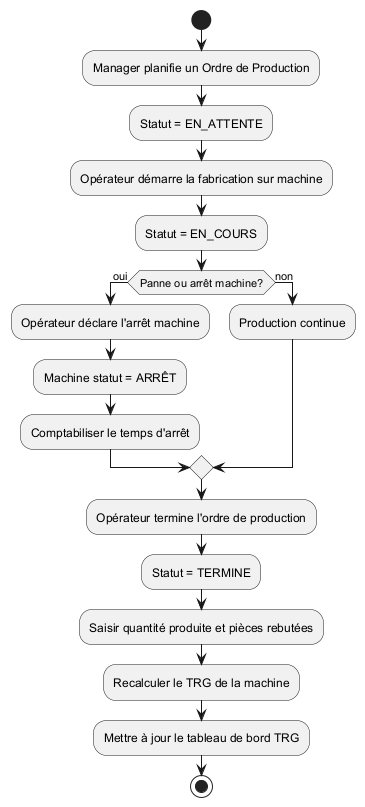 Manager planifie un Ordre de Production
Statut = EN_ATTENTE
Opérateur démarre la fabrication sur machine
Statut = EN_COURS
Panne ou arrêt machine?
oui
non
Opérateur déclare l'arrêt machine
Production continue
Machine statut = ARRÊT
Comptabiliser le temps d'arrêt
Opérateur termine l'ordre de production
Statut = TERMINE
Saisir quantité produite et pièces rebutées
Recalculer le TRG de la machine
Mettre à jour le tableau de bord TRG